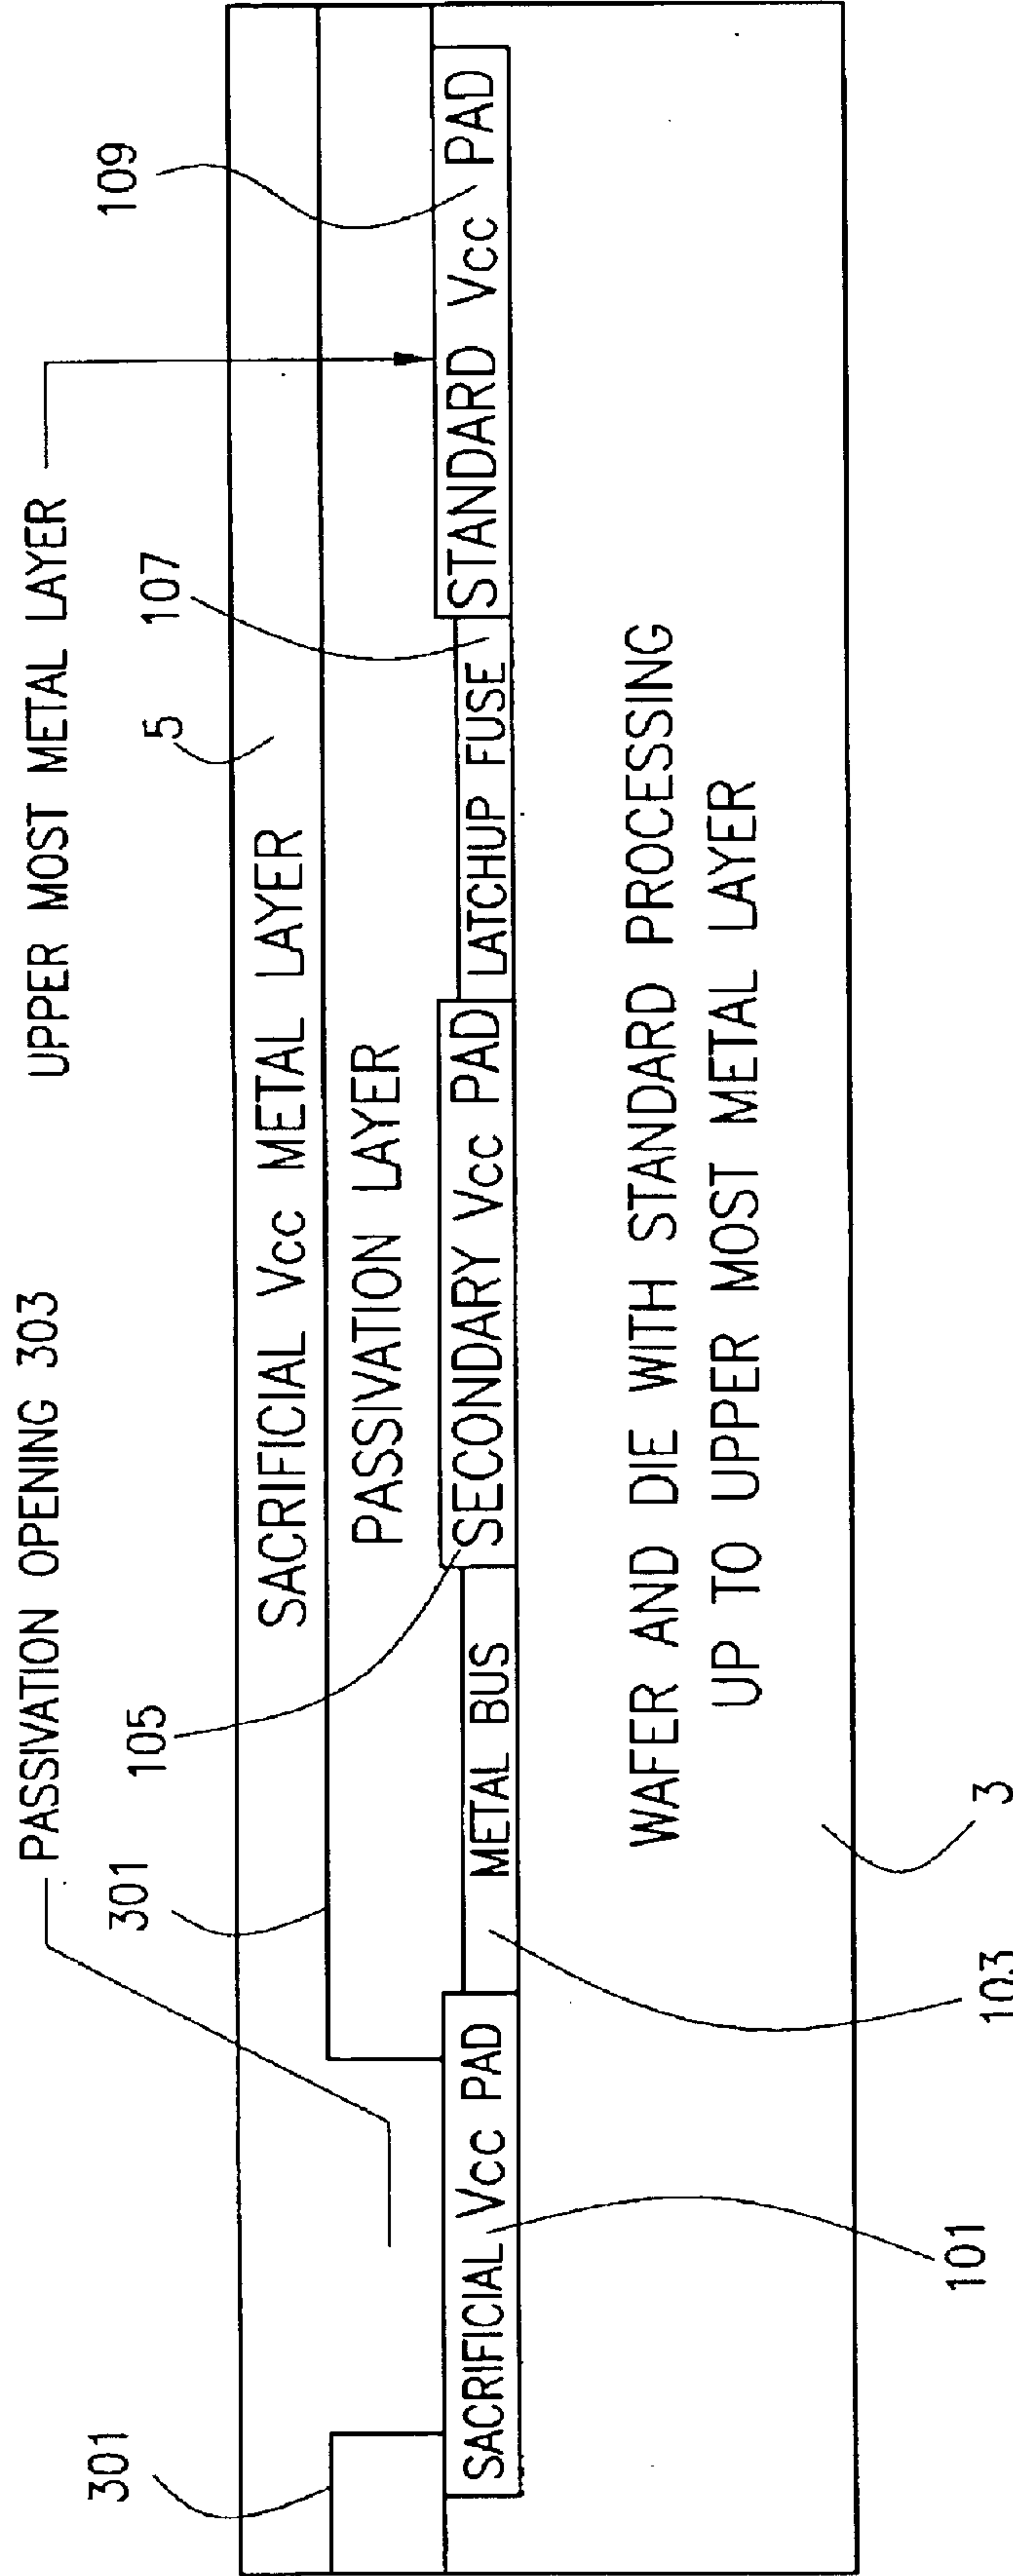 PASSIVATION OPENING 303
UPPER MOST METAL LAYER
301
301
105
5
107
109
SACRIFICIAL Vcc METAL LAYER
PASSIVATION LAYER
SACRIFICIAL Vcc PAD
METAL BUS
SECONDARY Vcc PAD
LATCHUP FUSE
STANDARD Vcc PAD
WAFER AND DIE WITH STANDARD PROCESSING
UP TO UPPER MOST METAL LAYER
101
103
3